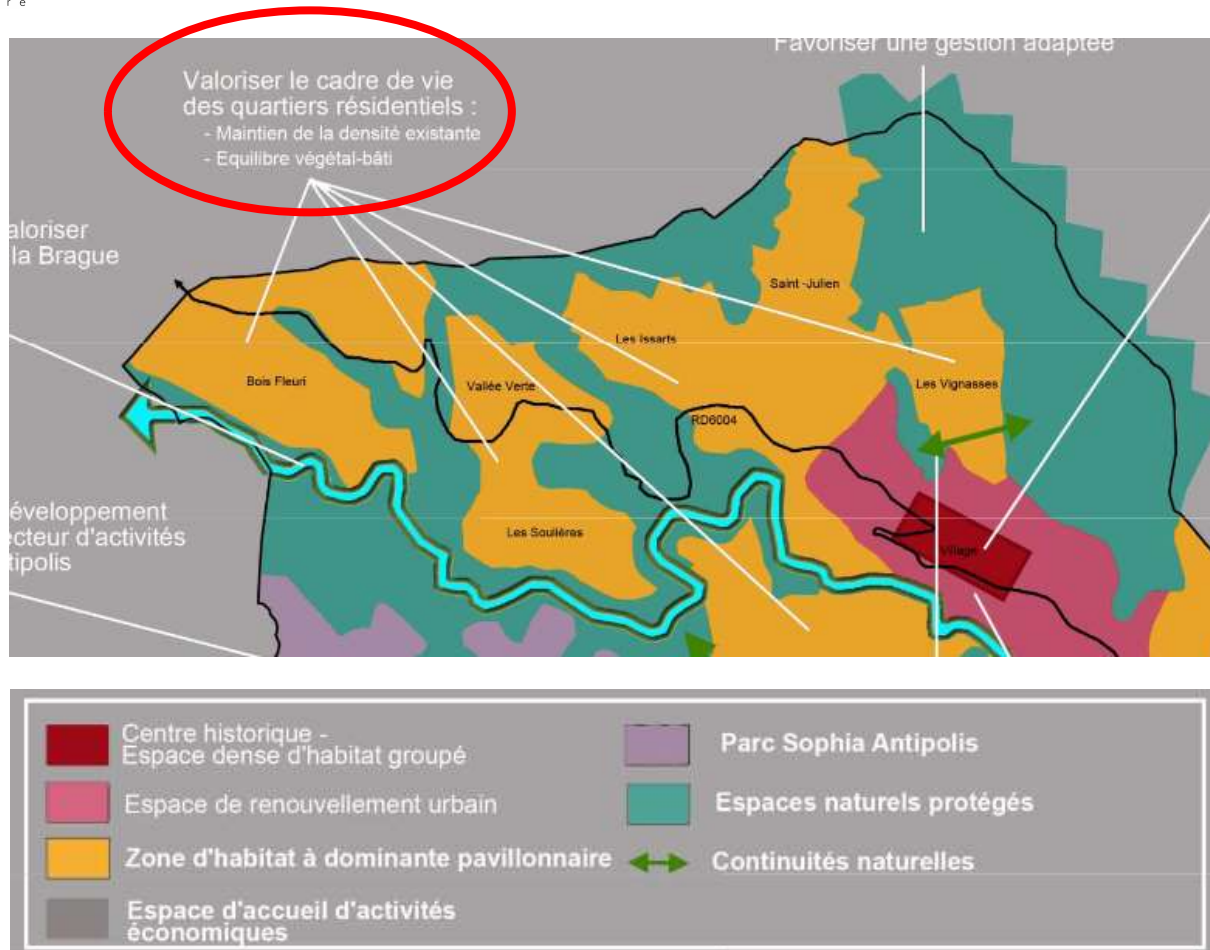 r e
Favoriser une gestion adaptée
Valoriser le cadre de vie
des quartiers résidentiels :
- Maintien de la densité existante
- Equilibre végétal-bâti
aloriser
la Brague
Saint -Julien
Les Issarts
Bois Fleuri
Vallée Verte
Les Vignasses
RD6004
éveloppement
ecteur d'activités
tipolis
Les Soulières
Village
Centre historique -
Espace dense d'habitat groupé
Espace de renouvellement urbain
Zone d'habitat à dominante pavillonnaire
Espace d'accueil d'activités
économiques
Parc Sophia Antipolis
Espaces naturels protégés
Continuités naturelles